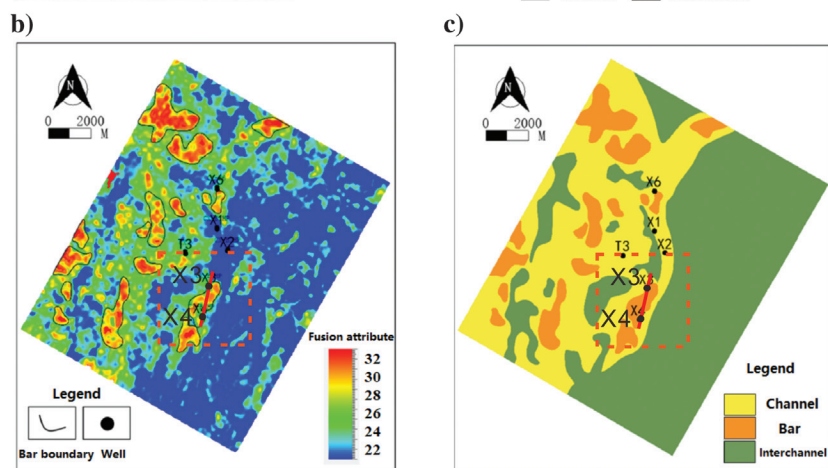 b)
N
0 2000
M
X6
X1
T3
X2
X3
X4
Fusion attribute
33
32
30
28
26
24
22
Legend
Bar boundary Well
c)
N
0 2000
M
X6
X1
T3
X2
X3
X4
Legend
Channel
Bar
Interchannel